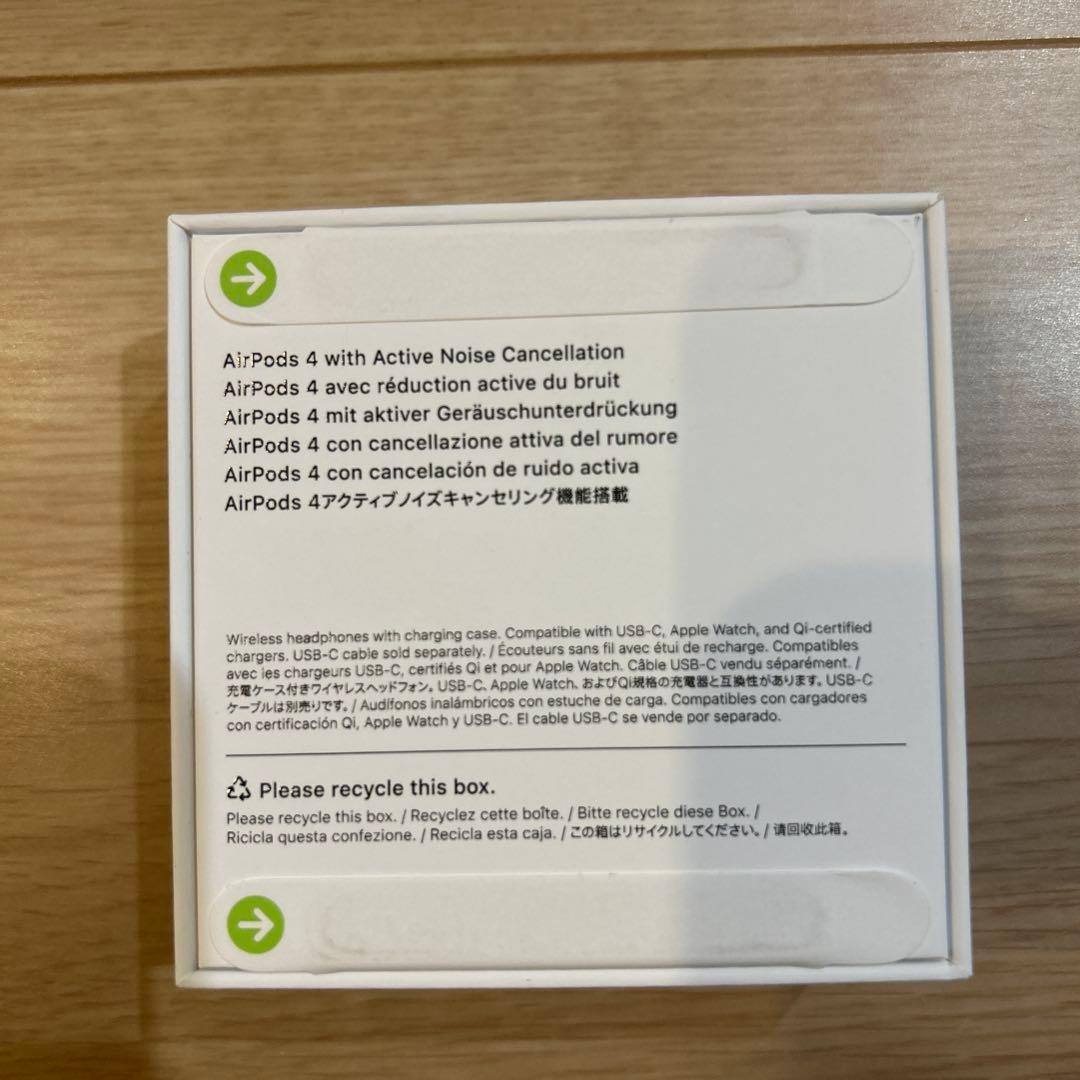 AirPods 4 with Active Noise Cancellation
AirPods 4 avec réduction active du bruit
AirPods 4 mit aktiver Geräuschunterdrückung
AirPods 4 con cancellazione attiva del rumore
AirPods 4 con cancelación de ruido activa
AirPods 4アクティブノイズキャンセリング機能搭載
Wireless headphones with charging case. Compatible with USB-C, Apple Watch, and Qi-certified
chargers. USB-C cable sold separately. / Écouteurs sans fil avec étui de recharge. Compatibles
avec les chargeurs USB-C, certifiés Qi et pour Apple Watch. Câble USB-C vendu séparément. /
充電ケース付きワイヤレスヘッドフォン。USB-C、Apple Watch、およびQi規格の充電器と互換性があります。USB-C
ケーブルは別売りです。/ Audífonos inalámbricos con estuche de carga. Compatibles con cargadores
con certificación Qi, Apple Watch y USB-C. El cable USB-C se vende por separado.
Please recycle this box.
Please recycle this box. / Recyclez cette boîte. / Bitte recycle diese Box. /
Ricicla questa confezione. / Recicla esta caja. / この箱はリサイクルしてください。/ 请回收此箱。